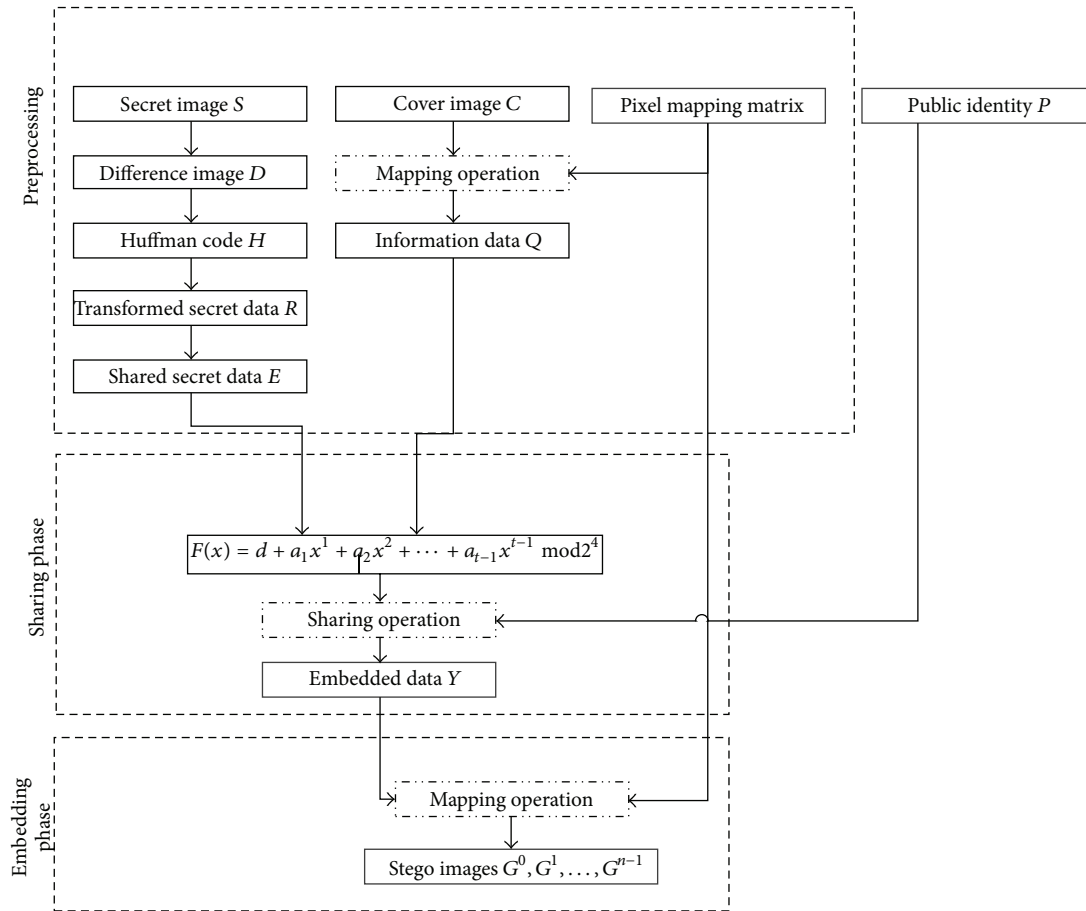 Preprocessing
Secret image S
Cover image C
Pixel mapping matrix
Public identity P
Difference image D
Mapping operation
Huffman code H
Information data Q
Transformed secret data R
Shared secret data E
Sharing phase
F(x) = d + a₁x¹ + a₂x² + ⋯ + aₜ₋₁xᵗ⁻¹ mod2⁴
Sharing operation
Embedded data Y
Embedding
phase
Mapping operation
Stego images G⁰, G¹, . . . , Gⁿ⁻¹